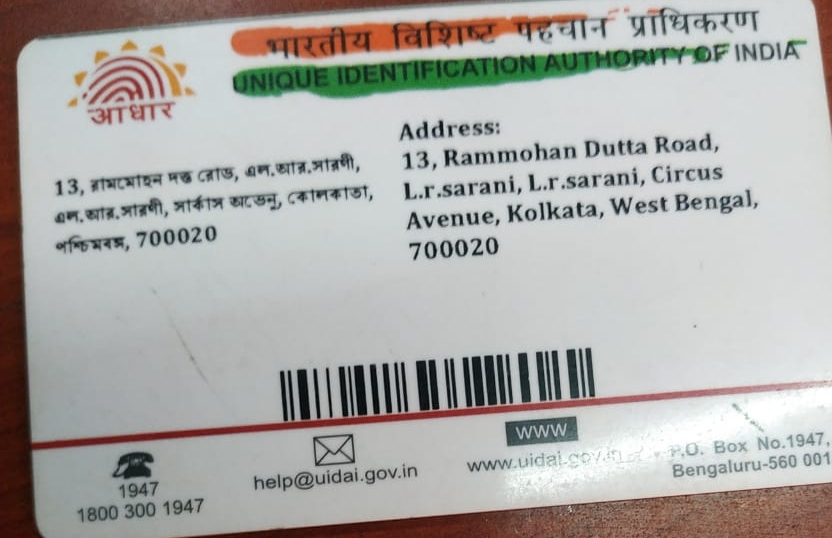 भारतीय विशिष्ट पहचान प्राधिकरण
UNIQUE IDENTIFICATION AUTHORITY OF INDIA
आधार
13, রামমোহন দত্ত রোড, এল.আর.সারণী,
এল.আর.সারণী, সার্কাস অ্যাভেনু, কোলকাতা,
পশ্চিমবঙ্গ, 700020
Address:
13, Rammohan Dutta Road,
L.r.sarani, L.r.sarani, Circus
Avenue, Kolkata, West Bengal,
700020
1947
1800 300 1947
help@uidai.gov.in
WWW
www.uidai.gov.in
P.O. Box No.1947,
Bengaluru-560 001